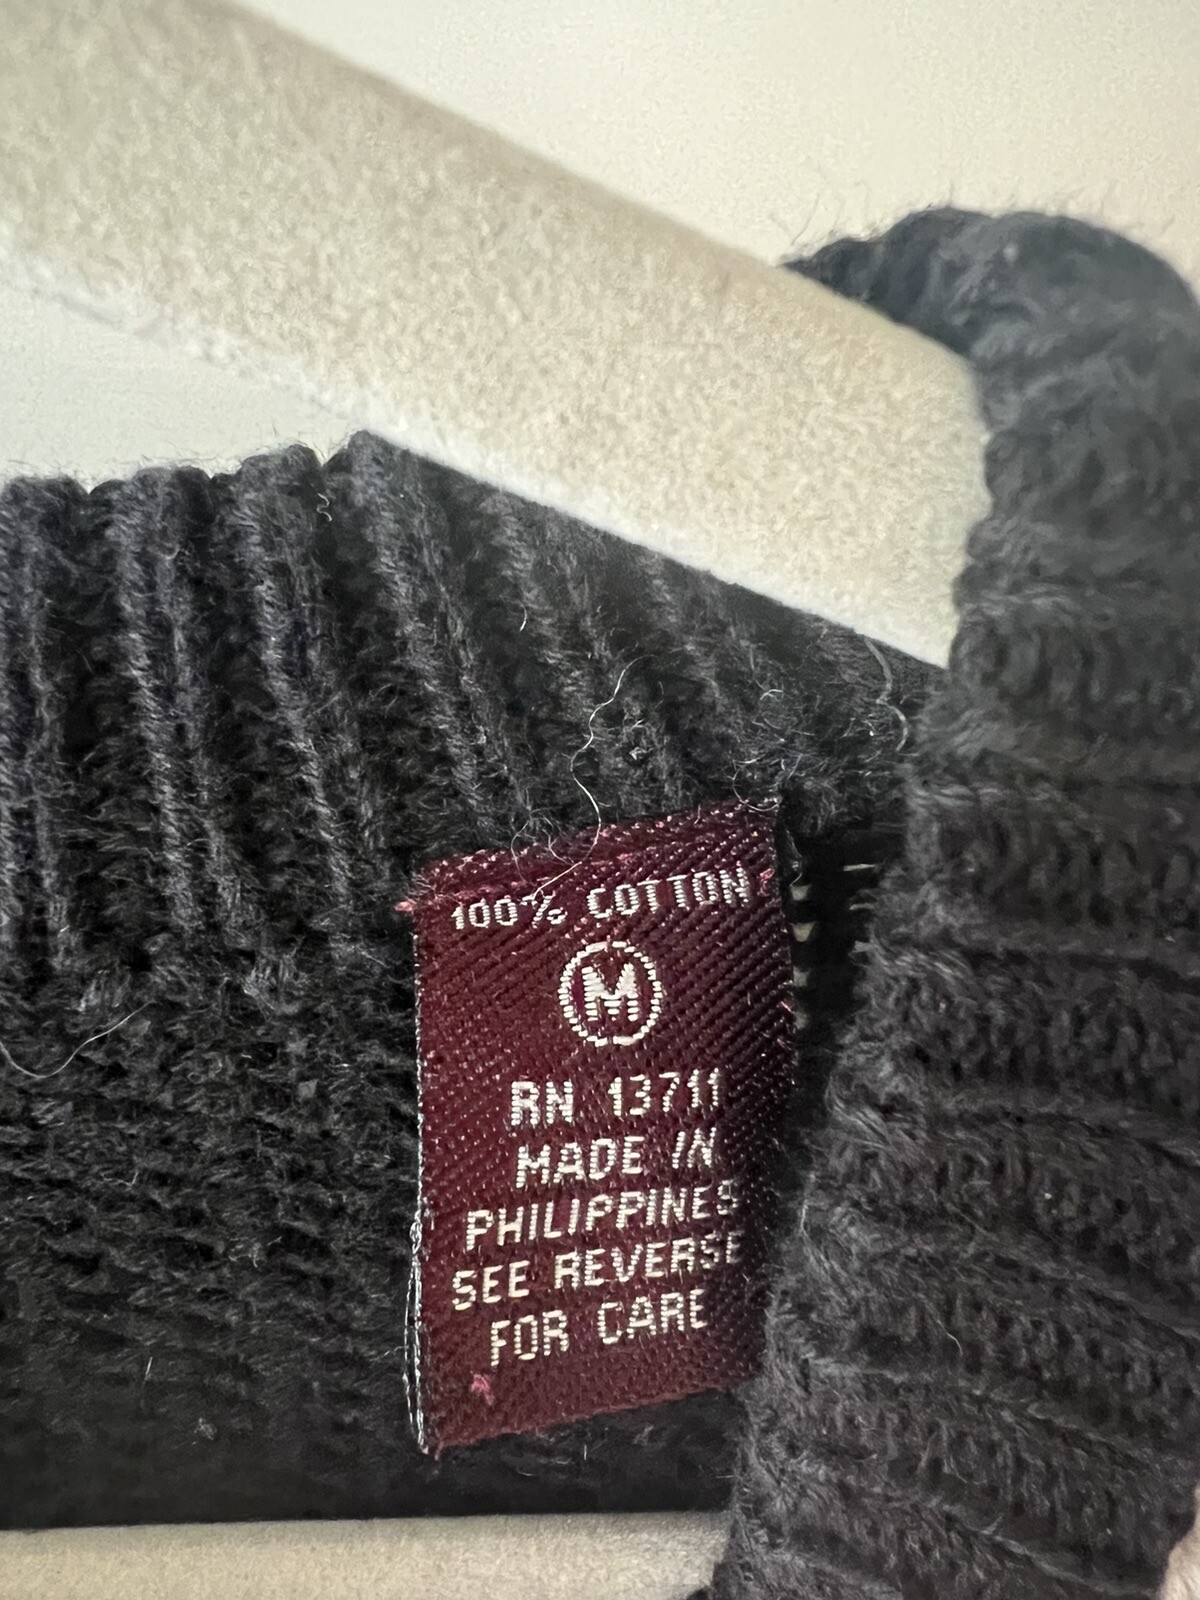 100% COTTON
M
RN 13711
MADE IN
PHILIPPINES
SEE REVERSE
FOR CARE